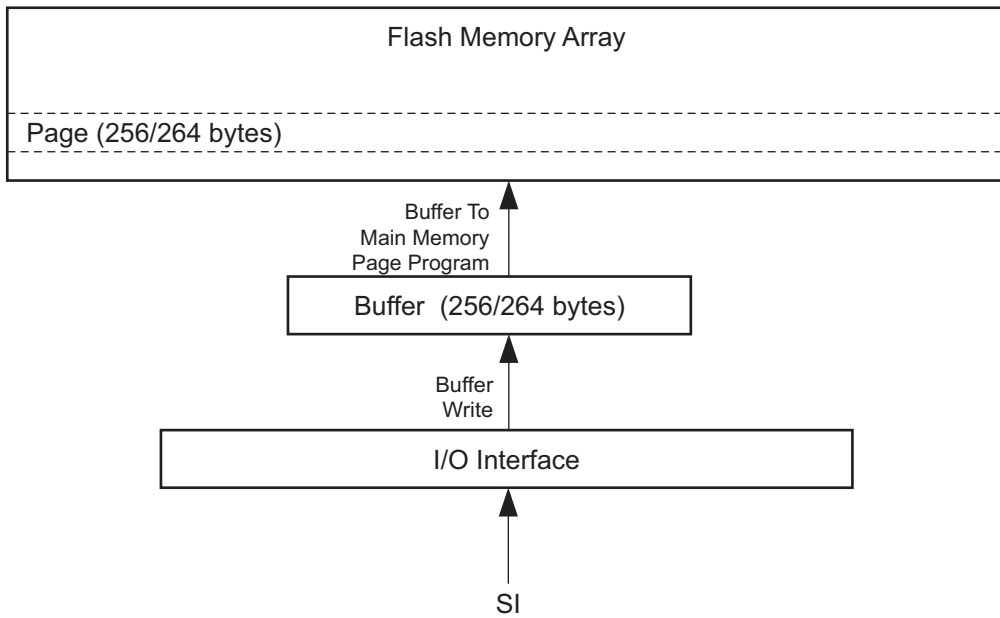 Flash Memory Array
Page (256/264 bytes)
Buffer To
Main Memory
Page Program
Buffer (256/264 bytes)
Buffer
Write
I/O Interface
SI